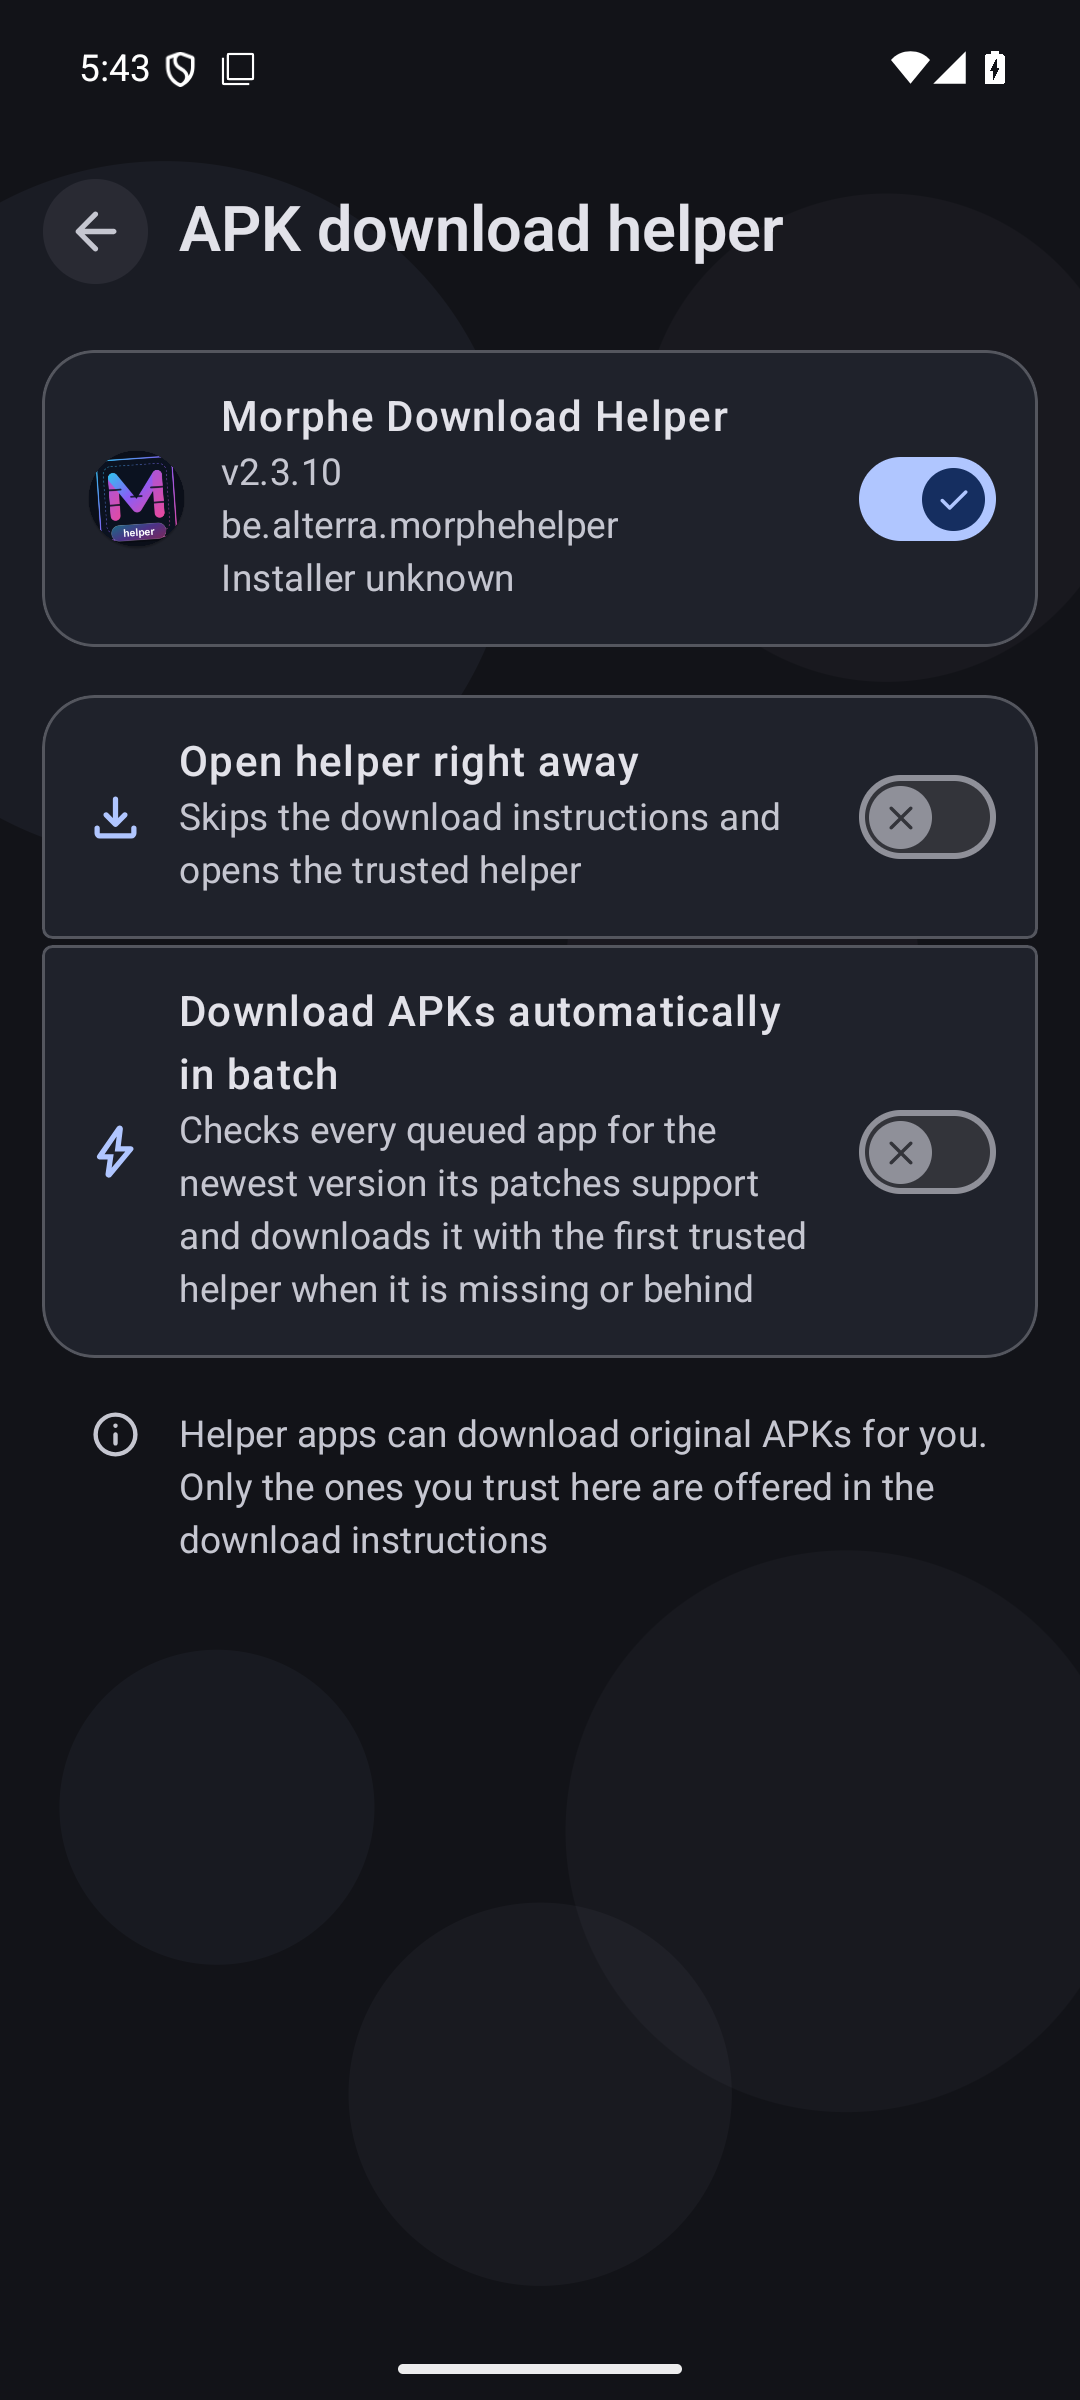 5:43
APK download helper
Morphe Download Helper
v2.3.10
be.alterra.morphehelper
Installer unknown
helper
Open helper right away
Skips the download instructions and
opens the trusted helper
Download APKs automatically
in batch
Checks every queued app for the
newest version its patches support
and downloads it with the first trusted
helper when it is missing or behind
Helper apps can download original APKs for you.
Only the ones you trust here are offered in the
download instructions